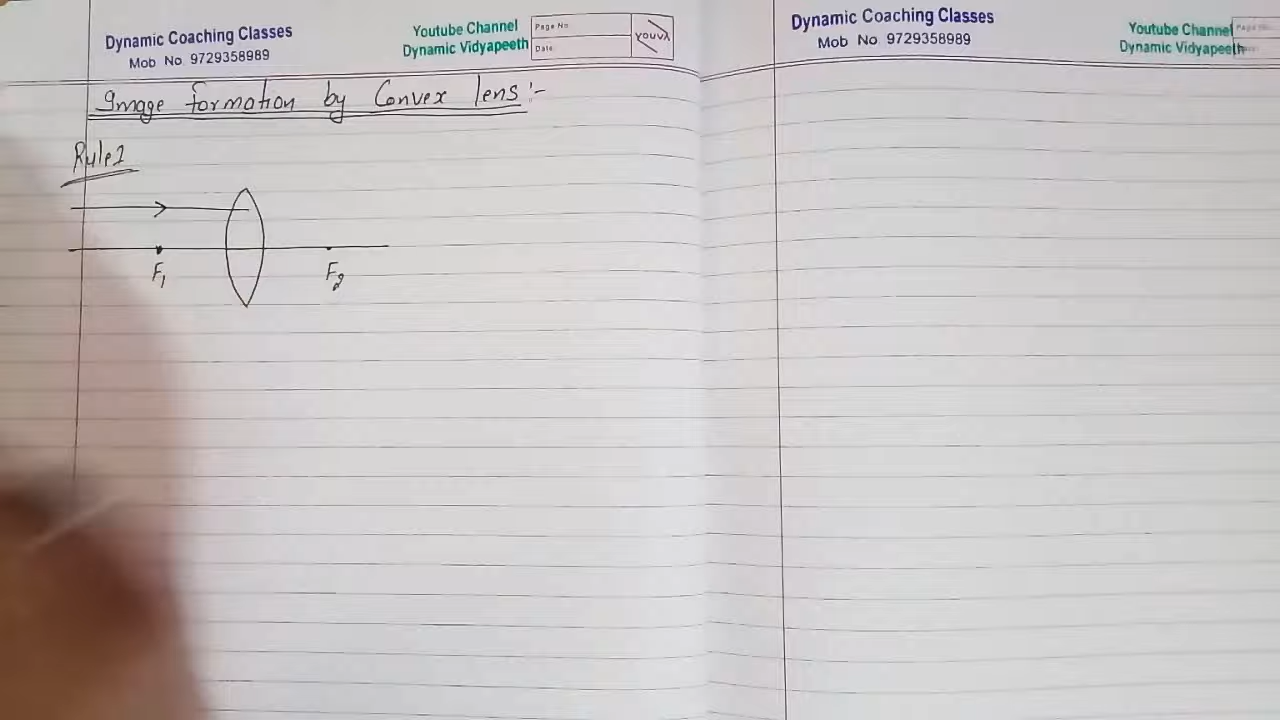 Dynamic Coaching Classes
Mob No 9729358989
Youtube Channel
Dynamic Vidyapeeth
Page No
Date
youva
Dynamic Coaching Classes
Mob No 9729358989
Youtube Channel
Dynamic Vidyapeeth
Image formation by Convex lens :-
Rule 1
F1
F2